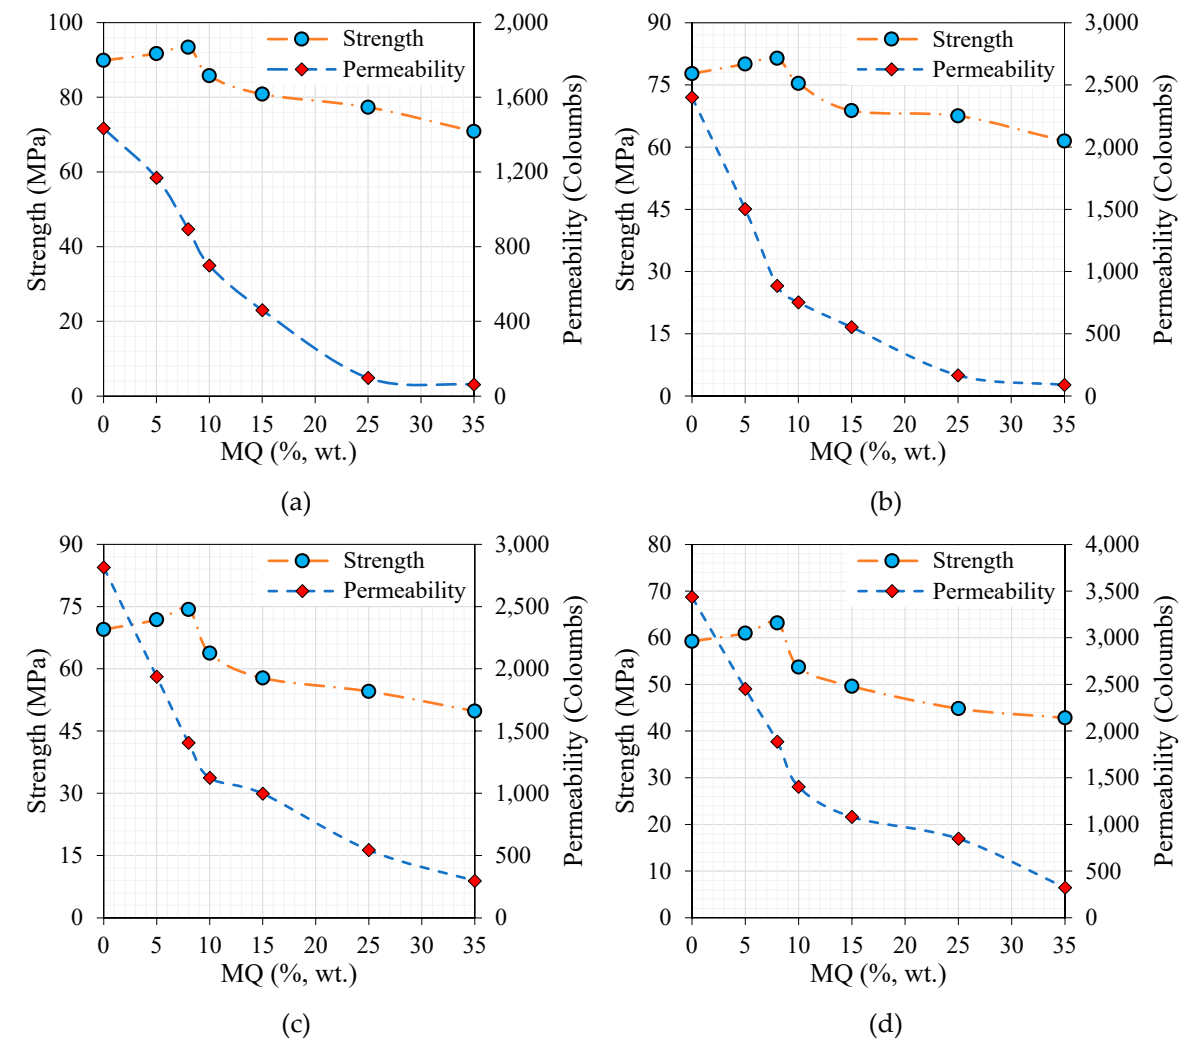 100
80
60
40
20
0
2,000
1,600
1,200
800
400
0
0 5 10 15 20 25 30 35
Strength (MPa)
Permeability (Coloumbs)
MQ (%, wt.)
Strength
Permeability
(a)
90
75
60
45
30
15
0
3,000
2,500
2,000
1,500
1,000
500
0
0 5 10 15 20 25 30 35
Strength (MPa)
Permeability (Coloumbs)
MQ (%, wt.)
Strength
Permeability
(b)
90
75
60
45
30
15
0
3,000
2,500
2,000
1,500
1,000
500
0
0 5 10 15 20 25 30 35
Strength (MPa)
Permeability (Coloumbs)
MQ (%, wt.)
Strength
Permeability
(c)
80
70
60
50
40
30
20
10
0
4,000
3,500
3,000
2,500
2,000
1,500
1,000
500
0
0 5 10 15 20 25 30 35
Strength (MPa)
Permeability (Coloumbs)
MQ (%, wt.)
Strength
Permeability
(d)